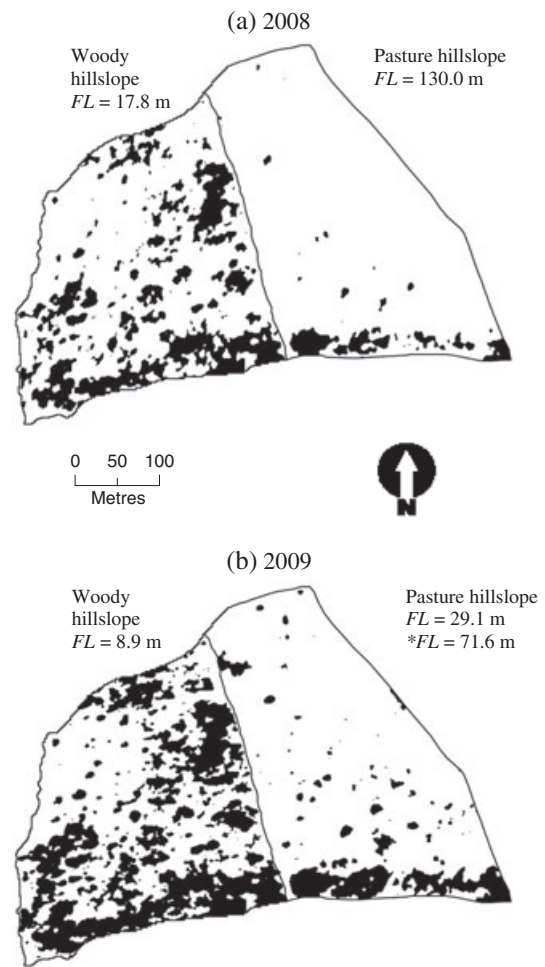 (a) 2008
Woody
hillslope
FL = 17.8 m
Pasture hillslope
FL = 130.0 m
0 50 100
Metres
N
(b) 2009
Woody
hillslope
FL = 8.9 m
Pasture hillslope
FL = 29.1 m
*FL = 71.6 m